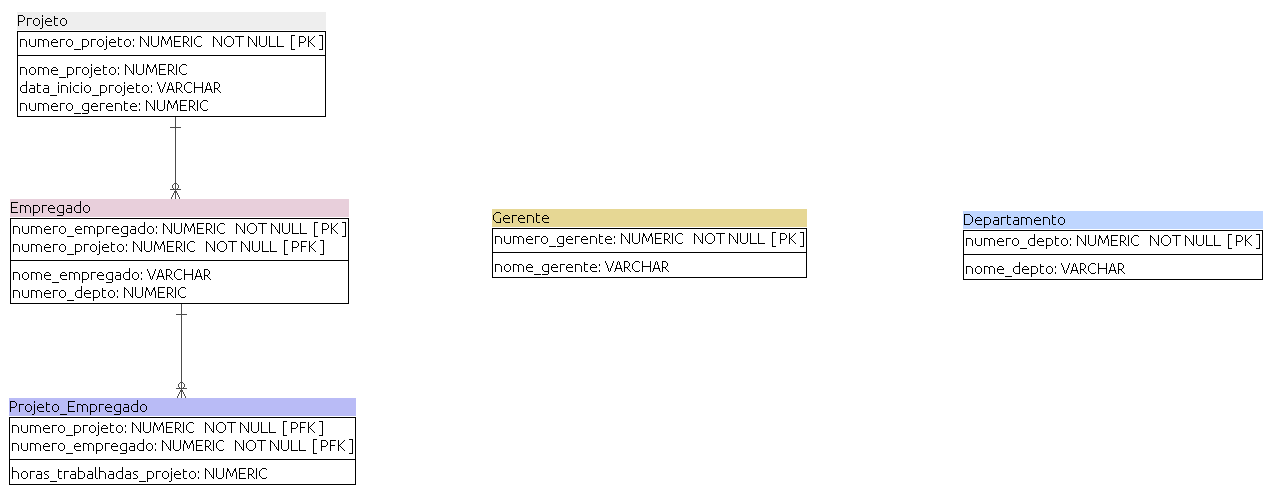 Projeto
numero_projeto: NUMERIC NOT NULL [ PK ]
nome_projeto: NUMERIC
data_inicio_projeto: VARCHAR
numero_gerente: NUMERIC
Empregado
numero_empregado: NUMERIC NOT NULL [ PK ]
numero_projeto: NUMERIC NOT NULL [ PFK ]
nome_empregado: VARCHAR
numero_depto: NUMERIC
Gerente
numero_gerente: NUMERIC NOT NULL [ PK ]
nome_gerente: VARCHAR
Departamento
numero_depto: NUMERIC NOT NULL [ PK ]
nome_depto: VARCHAR
Projeto_Empregado
numero_projeto: NUMERIC NOT NULL [ PFK ]
numero_empregado: NUMERIC NOT NULL [ PFK ]
horas_trabalhadas_projeto: NUMERIC